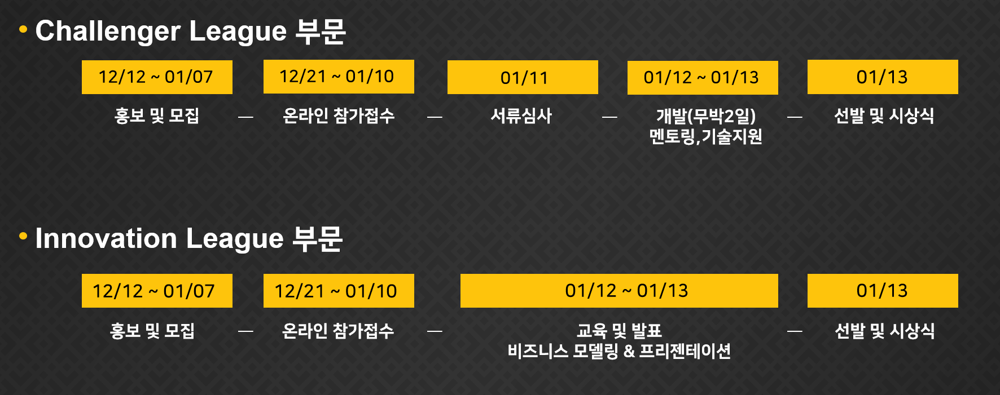 • Challenger League 부문
12/12 ~ 01/07
12/21 ~ 01/10
01/11
01/12 ~ 01/13
01/13
홍보 및 모집 — 온라인 참가접수 — 서류심사 — 개발(무박2일) — 선발 및 시상식
멘토링,기술지원
• Innovation League 부문
12/12 ~ 01/07
12/21 ~ 01/10
01/12 ~ 01/13
01/13
홍보 및 모집 — 온라인 참가접수 — 교육 및 발표 — 선발 및 시상식
비즈니스 모델링 & 프리젠테이션